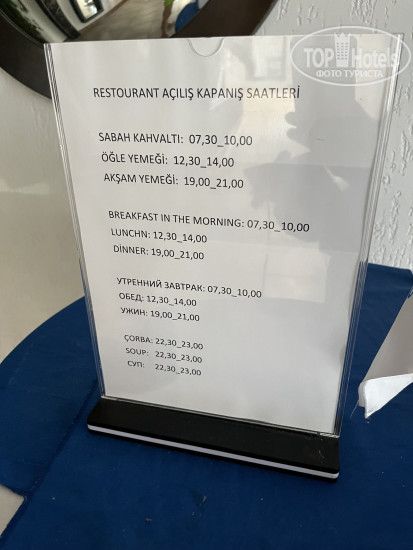 TOP Hotels
ФОТО ТУРИСТА
RESTOURANT AÇILIŞ KAPANIŞ SAATLERİ
SABAH KAHVALTI: 07,30_10,00
ÖĞLE YEMEĞİ: 12,30_14,00
AKŞAM YEMEĞİ: 19,00_21,00
BREAKFAST IN THE MORNING: 07,30_10,00
LUNCHN: 12,30_14,00
DİNNER: 19,00_21,00
УТРЕННИЙ ЗАВТРАК: 07,30_10,00
ОБЕД: 12,30_14,00
УЖИН: 19,00_21,00
ÇORBA: 22,30_23,00
SOUP: 22,30_23,00
СУП: 22,30_23,00